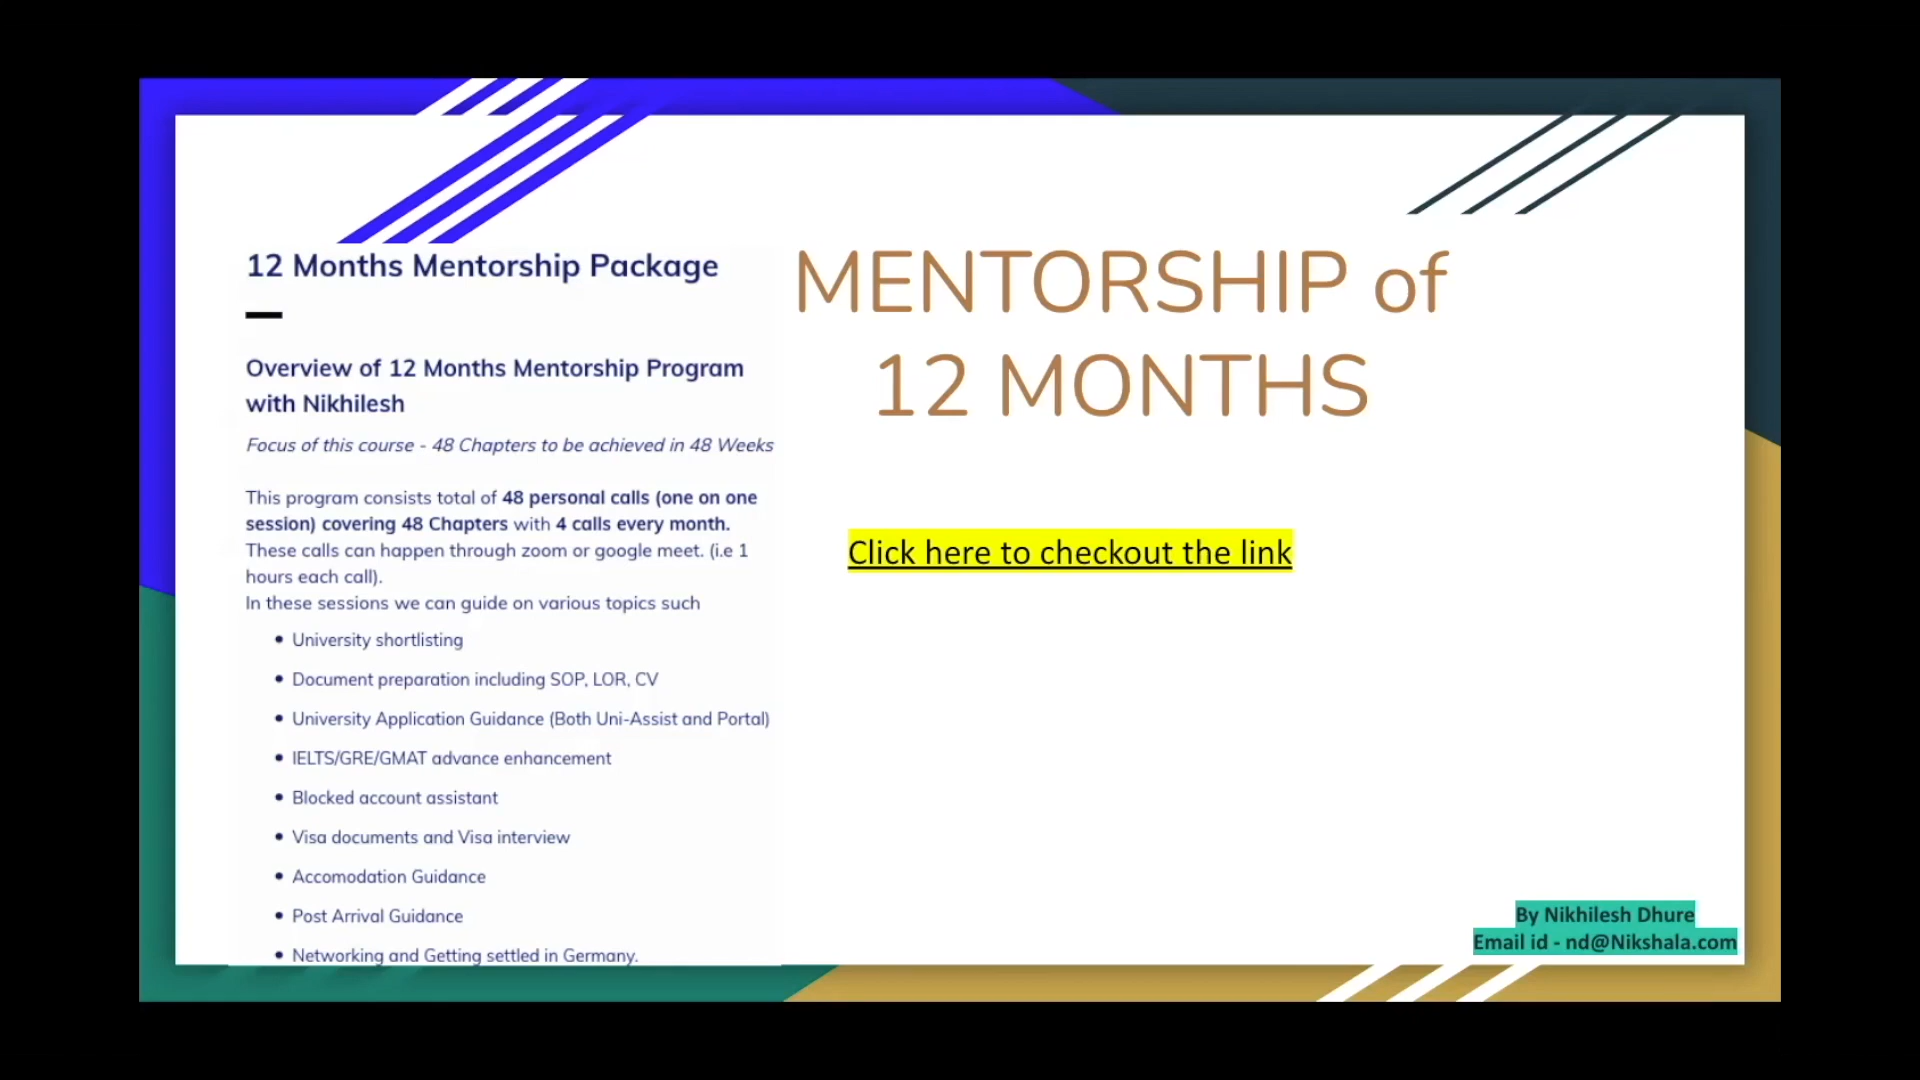 12 Months Mentorship Package
Overview of 12 Months Mentorship Program
with Nikhilesh
Focus of this course - 48 Chapters to be achieved in 48 Weeks
This program consists total of 48 personal calls (one on one
session) covering 48 Chapters with 4 calls every month.
These calls can happen through zoom or google meet. (i.e 1
hours each call).
In these sessions we can guide on various topics such
• University shortlisting
• Document preparation including SOP, LOR, CV
• University Application Guidance (Both Uni-Assist and Portal)
• IELTS/GRE/GMAT advance enhancement
• Blocked account assistant
• Visa documents and Visa interview
• Accomodation Guidance
• Post Arrival Guidance
• Networking and Getting settled in Germany.
MENTORSHIP of
12 MONTHS
Click here to checkout the link
By Nikhilesh Dhure
Email id - nd@Nikshala.com